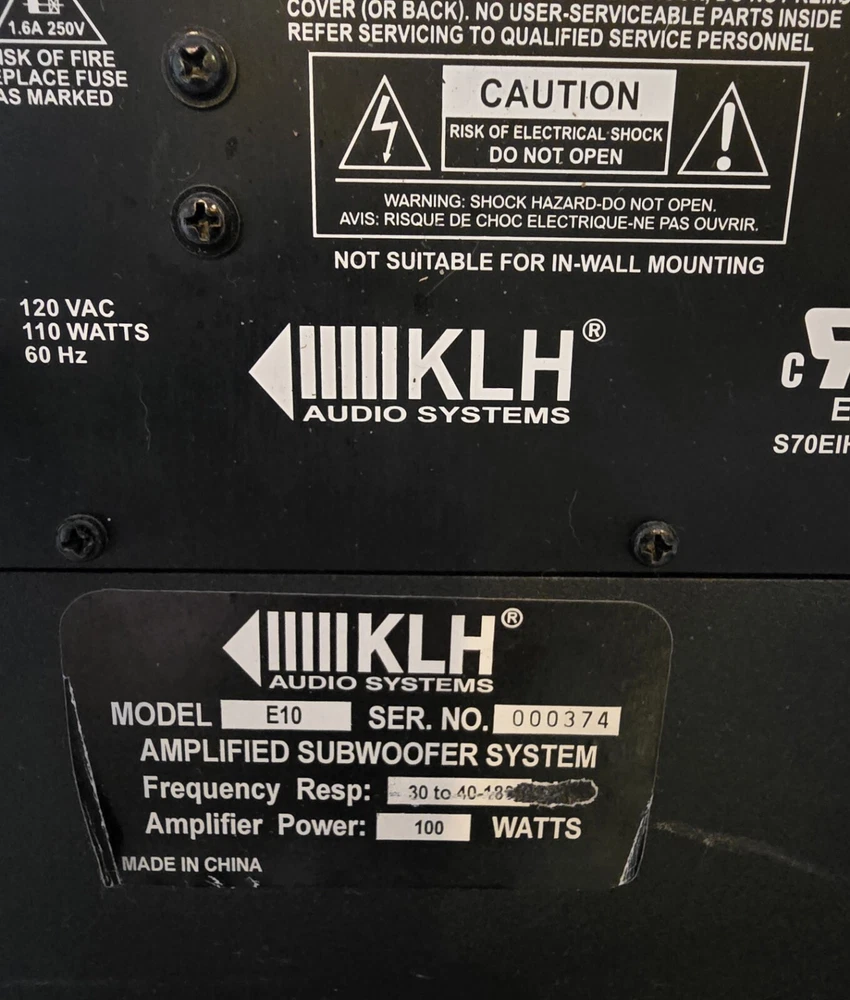 COVER (OR BACK). NO USER-SERVICEABLE PARTS INSIDE
REFER SERVICING TO QUALIFIED SERVICE PERSONNEL
1.6A 250V
ISK OF FIRE
EPLACE FUSE
AS MARKED
CAUTION
RISK OF ELECTRICAL SHOCK
DO NOT OPEN
WARNING: SHOCK HAZARD-DO NOT OPEN.
AVIS: RISQUE DE CHOC ELECTRIQUE-NE PAS OUVRIR.
NOT SUITABLE FOR IN-WALL MOUNTING
120 VAC
110 WATTS
60 Hz
KLH®
AUDIO SYSTEMS
C
E
S70EIH
KLH®
AUDIO SYSTEMS
MODEL E10 SER. NO. 000374
AMPLIFIED SUBWOOFER SYSTEM
Frequency Resp: 30 to 40-18
Amplifier Power: 100 WATTS
MADE IN CHINA